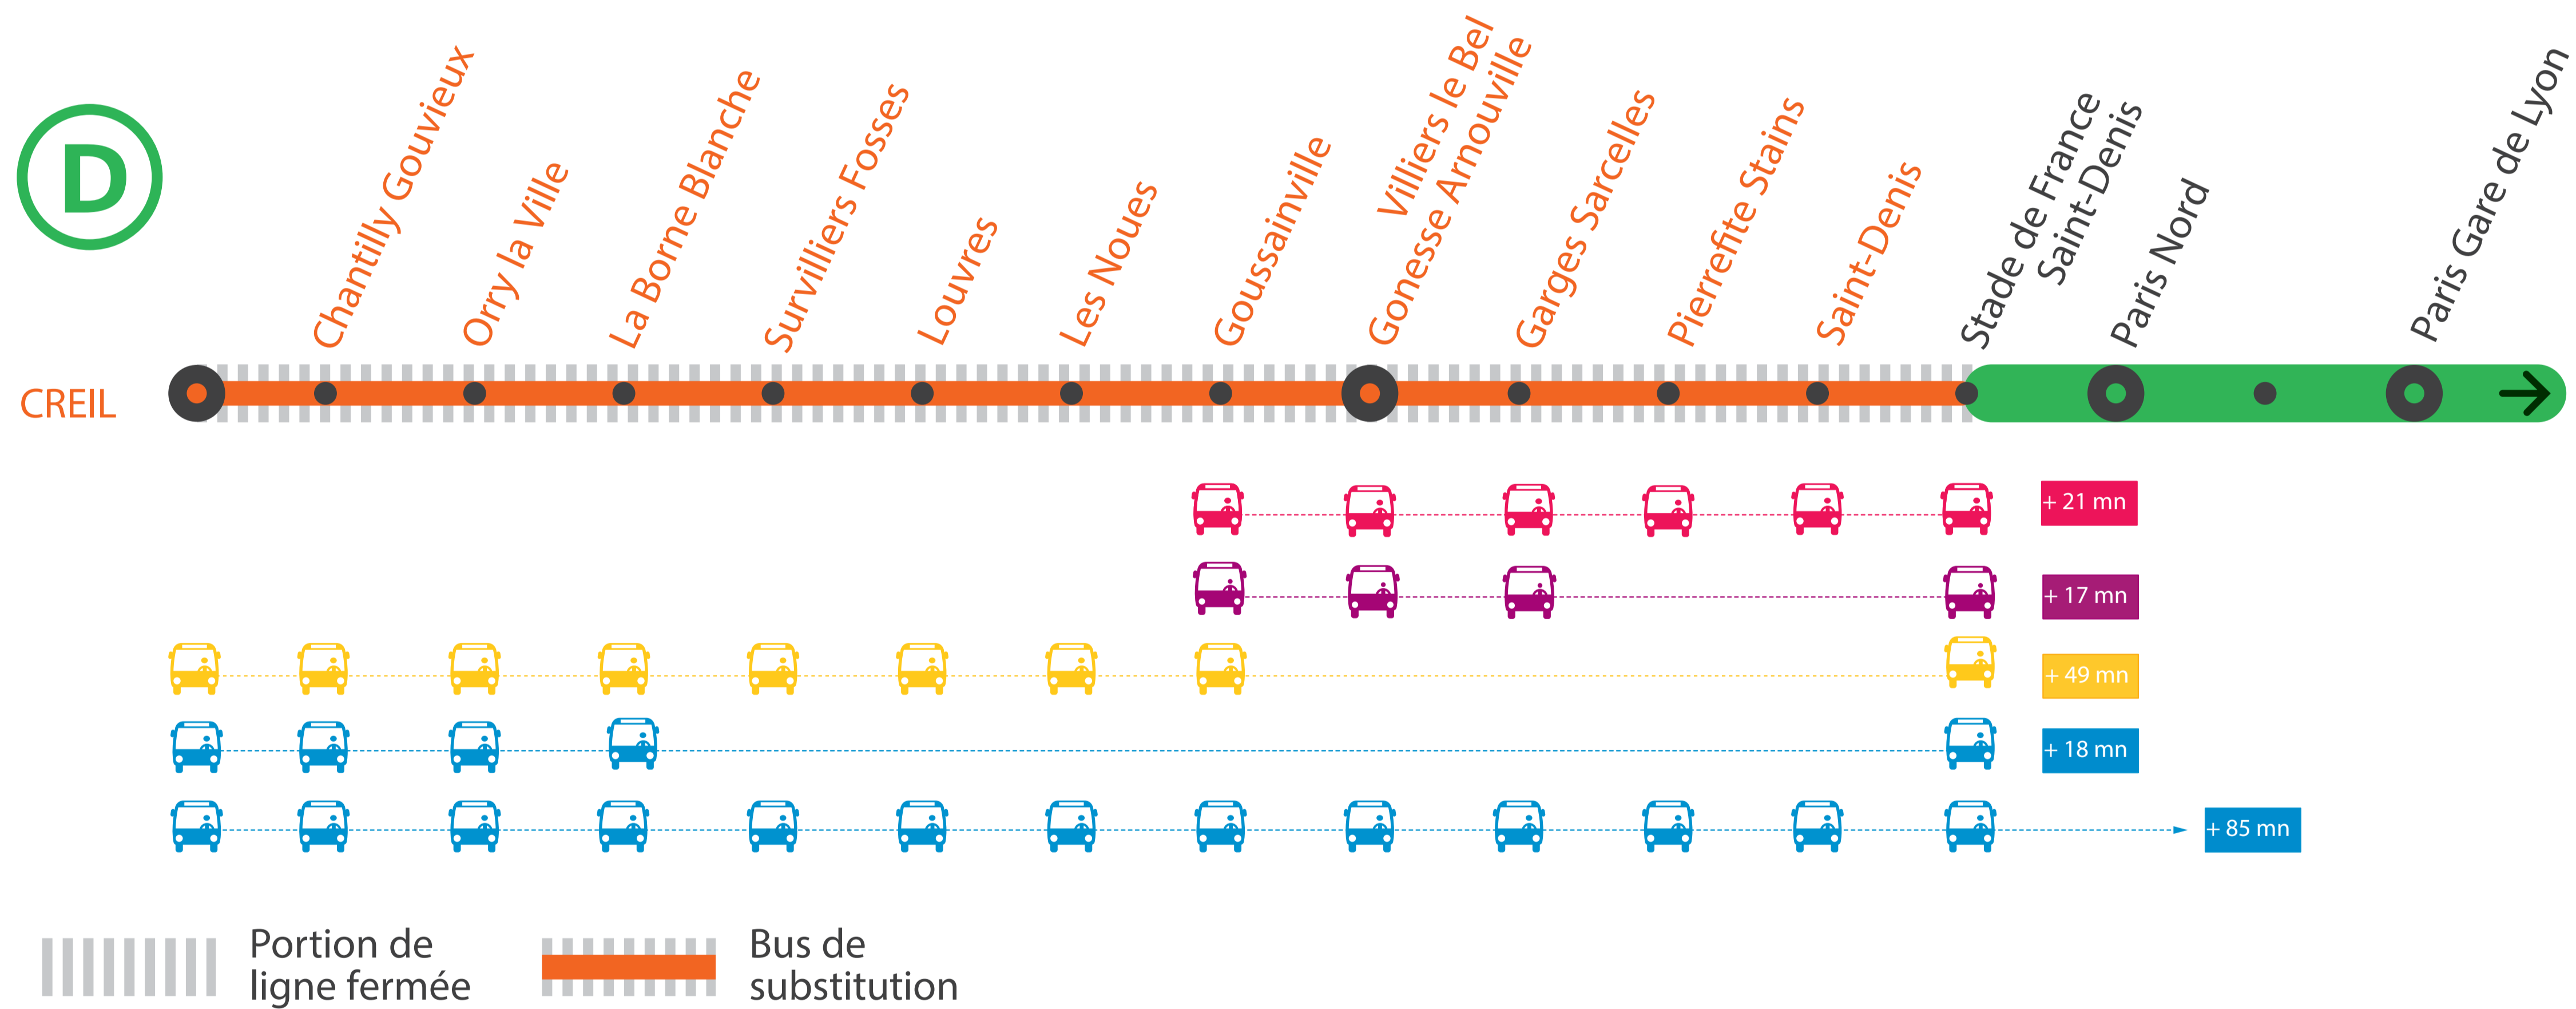 D
CREIL
Chantilly Gouvieux
Orry la Ville
La Borne Blanche
Survilliers Fosses
Louvres
Les Noues
Goussainville
Villiers le Bel
Gonesse Arnouville
Garges Sarcelles
Pierrefite Stains
Saint-Denis
Stade de France
Saint-Denis
Paris Nord
Paris Gare de Lyon
+ 21 mn
+ 17 mn
+ 49 mn
+ 18 mn
+ 85 mn
Portion de
ligne fermée
Bus de
substitution